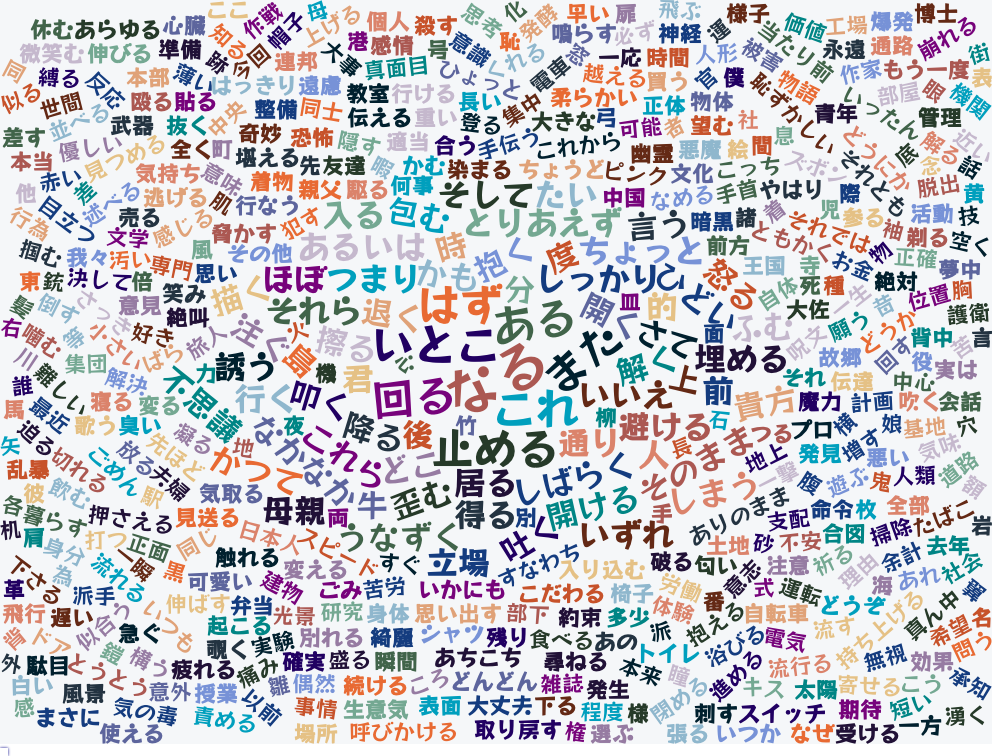 休む あらゆる 心臓 ここ 作戦 母 上げる 個人 殺す 思考 化 発酵 早い 扉 飛ぶ 様子 価値 工場 爆発 博士
微笑む 伸びる 準備 跡 知る 今回 帽子 港 感情 号 意識 恥 鳴らす 必ず 神経 運 当たり前 永遠 通路 崩れる 街
同 縛る 反応 本部 薄い はっきり 連邦 遠慮 大事 真面目 ひょっと くれる 電車 窓 一応 時間 人形 被害 作家 もう一度 表
似る 世間 殴る 貼る 中央 整備 同士 教室 行ける 長い 集中 柔らかい 越える 買う 正体 官 僕 物体 恥ずかしい 物語 いったん 部屋 眼 機関
差す 並べる 武器 抜く 奇妙 恐怖 伝える 重い 登る 大きな 弓 可能 者 望む 社 息 青年 どうにか 管理 近い
本当 優しい 見つめる 全く 町 堪える 隠す 適当 合う 手伝う これから 幽霊 悪魔 絵 間 ズボン それとも 底 解る 念 話
他 赤い 差 気持ち 意味 着物 先友達 暇 かむ 染まる ちょうど ピンク 文化 こっち やはり 際 脱出 黄
行為 目立つ 述べる 逃げる 肌 行なう 親父 駆る 何事 そして たい 中国 なめる 手首 着 児 参る 活動 技
掴む 売る 文学 感じる 脅かす 犯す 入る 包む とりあえず 言う 暗黒 諸 ともかく それでは 袖 剃る 空く
我々 汚い 専門 風 その他 あるいは 時 抱く 度 ちょっと 前方 王国 寺 お金 物 正確 夢中
東 銃 決して 倍 思い ほぼ つまり かも しっかり 怒る 自体 死 種 一生 絶対 位置 胸
髪 倒す さっき 意見 笑み 絶叫 描く それら 退く はず 分 ある 開く 皿 的 どい 大佐 苗 護衛
右 噛む 小さい さらば 好き 旅人 注ぐ 火 擦る いとこ また さて 面 ふむ 呪文 願う どうか 背中 言
川 難しい 集団 力 誘う 島 機 心 なる 解く 埋める 故郷 回す 役 実は 苦
誰 最近 解決 不思議 行く 叩く 君 回る これ いいえ 上 前 それ 伝達 中心
馬 寝る 変る 夜 降る 後 竹 柳 避ける 石 貴方 魔力 計画 吹く 会話
矢 迫る 歌う 臭い 凝る 地 なかなか これら どこ 止める 通り 人 長 つる プロ 横 娘 基地 穴
乱暴 切れる ごめん 放る 先ほど かつて 牛 歪む 居る しばらく そのまま 地上 発見 増す 悪い 気味
彼 飲む 駅 夫婦 気取る 母親 両 得る 別 開ける 手 しまう 一撃 腹 遊ぶ 鬼 人類 道路 頭
各 暮らす 押さえる 見送る 日本人 スピード うなずく 吐く いずれ ありのまま 支配 命令 枚 全部 掃除 たばこ 岩
机 肩 身分 打つ 正面 同じ 触れる 変える すぐ 立場 すなわち 入り込む 破る 匂い 土地 砂 不安 合図 祈る 余計 去年
下さる 為 流れる 一瞬 黒 可愛い 建物 ごみ 苦労 いかにも こだわる 椅子 労働 意志 式 注意 運転 理由 海 あれ 社会 翼
革 派手 いつも 伸ばす 弁当 光景 研究 身体 思い出す 部下 約束 多少 体験 番 自転車 どうぞ 持ち上げる 真ん中 希望 名
飛行 遅い 似合う 急ぐ 起こる 実験 別れる 綺麗 シャツ 残り 食べる あの 派 抱える 電気 流す 問う
当人 ドア 鎧 構う 覗く 痛み 確実 盛る 瞬間 あちこち 尋ねる 本来 トイレ 浴びる 流行る 無視 効果
外 駄目 とうとう 疲れる 雛 偶然 続ける ころ どんどん 雑誌 発生 瞳 進める キス 太陽 寄せる こう 承知
白い 風景 意外 授業 以前 事情 生意気 表面 大丈夫 下る 程度 様 閉める 刺す スイッチ 期待 短い
感 まさに 気の毒 責める 場所 呼びかける 取り戻す 権 選ぶ 張る いつか なぜ 受ける 一方 湧く
使える